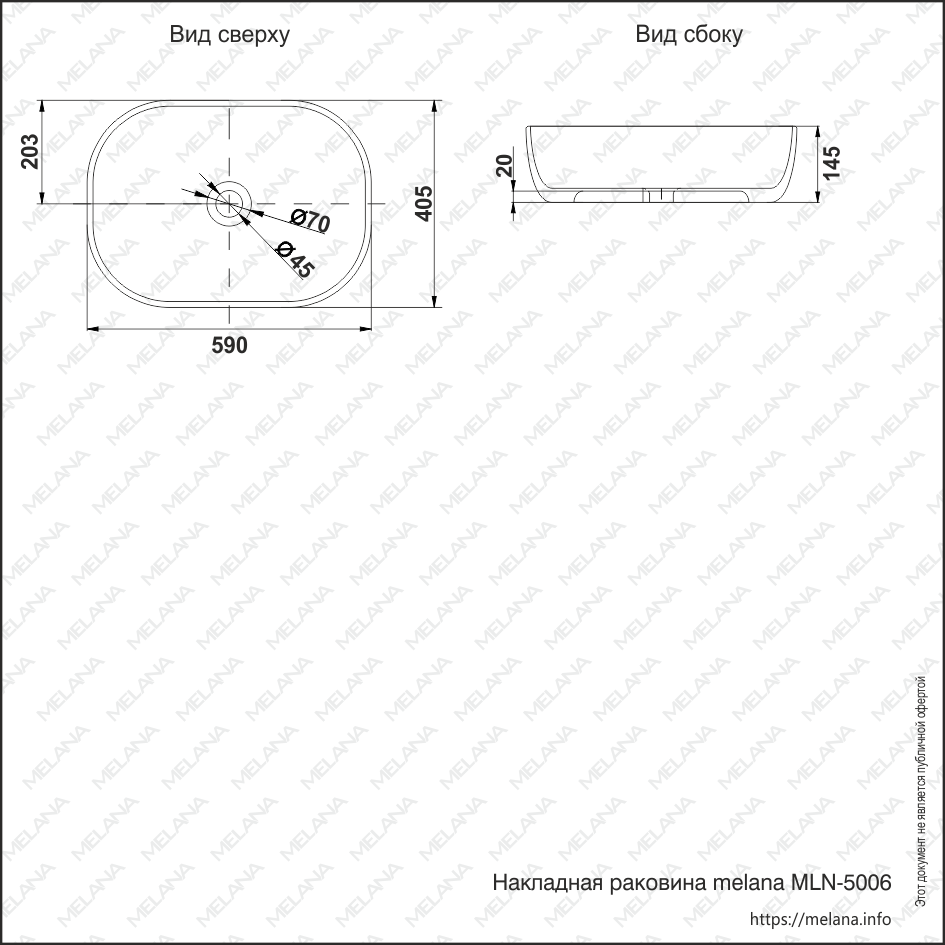 Вид сверху
Вид сбоку
203
405
Ø70
Ø45
590
20
145
Этот документ не является публичной офертой
Накладная раковина melana MLN-5006
https://melana.info
MELANA